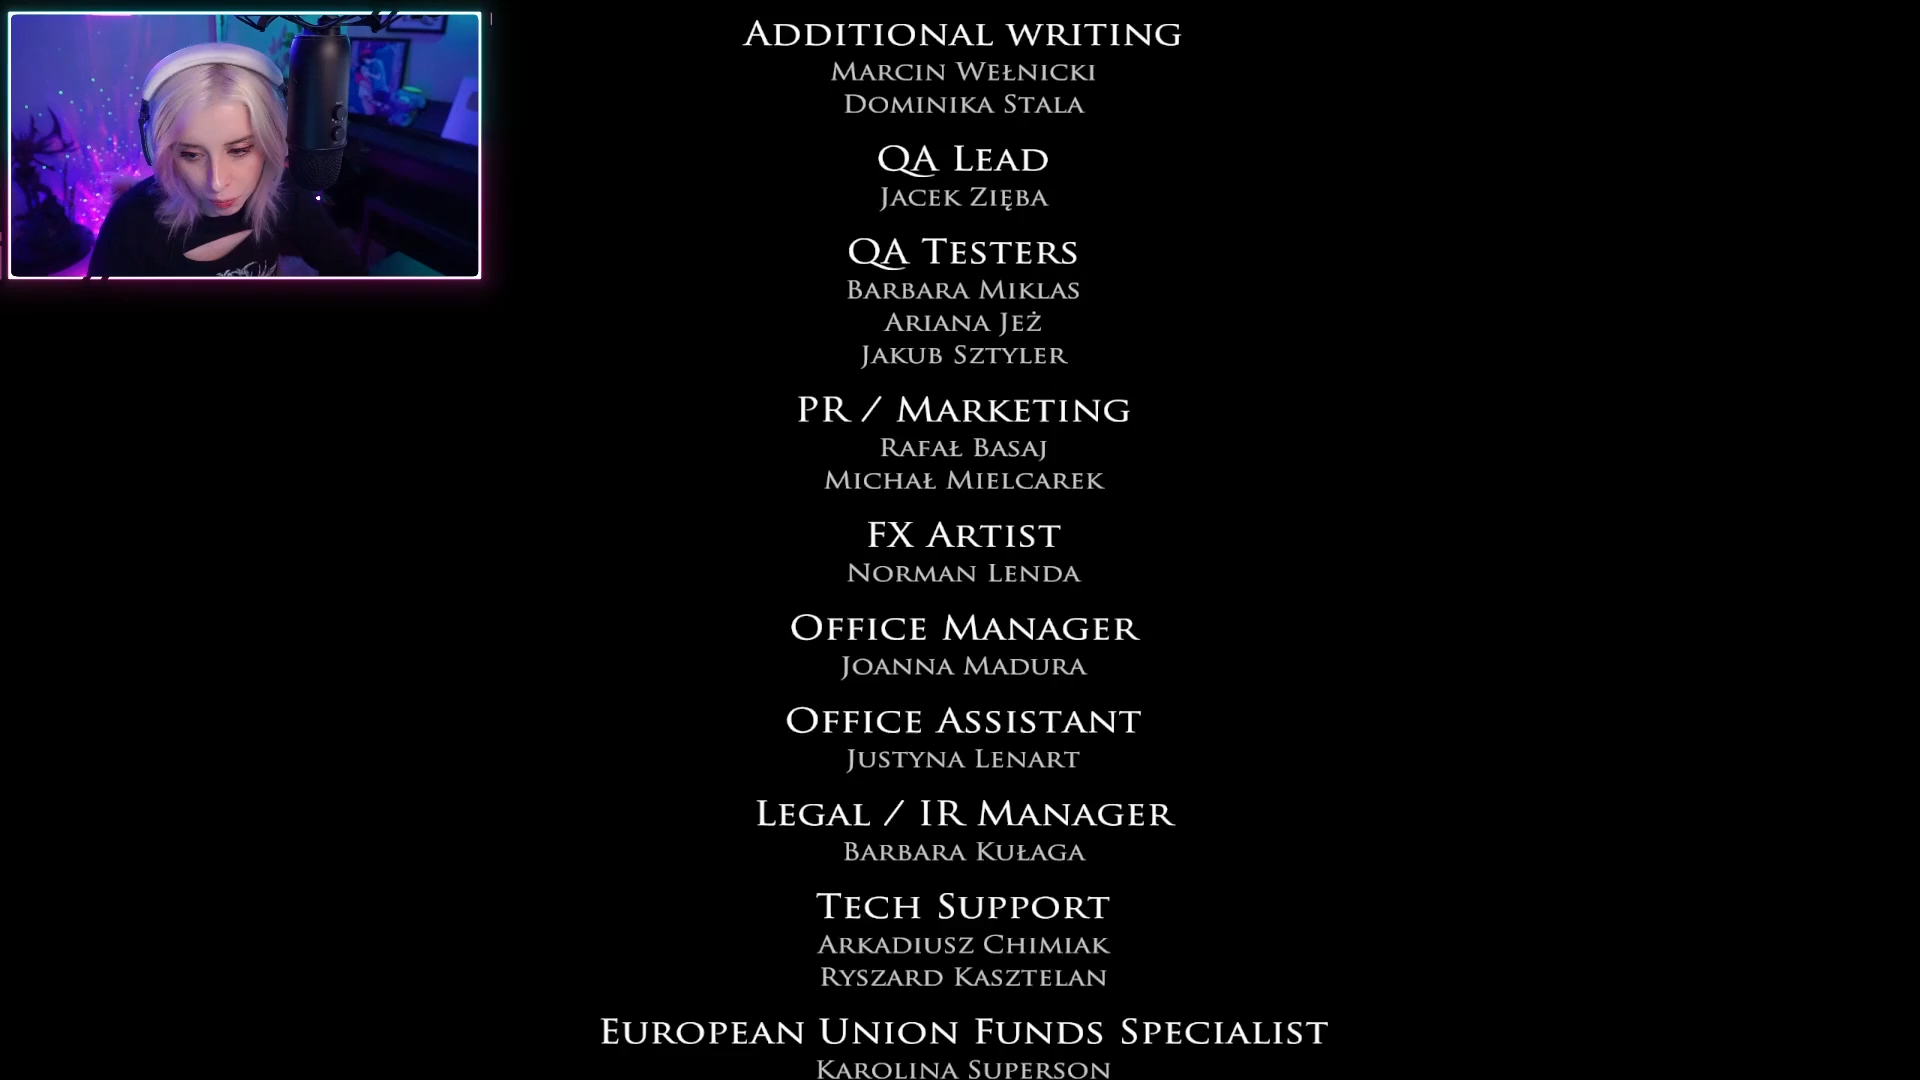 Additional writing
Marcin Wełnicki
Dominika Stala
QA Lead
Jacek Zięba
QA Testers
Barbara Miklas
Ariana Jeż
Jakub Sztyler
PR / Marketing
Rafał Basaj
Michał Mielcarek
FX Artist
Norman Lenda
Office Manager
Joanna Madura
Office Assistant
Justyna Lenart
Legal / IR Manager
Barbara Kułaga
Tech Support
Arkadiusz Chimiak
Ryszard Kasztelan
European Union Funds Specialist
Karolina Superson